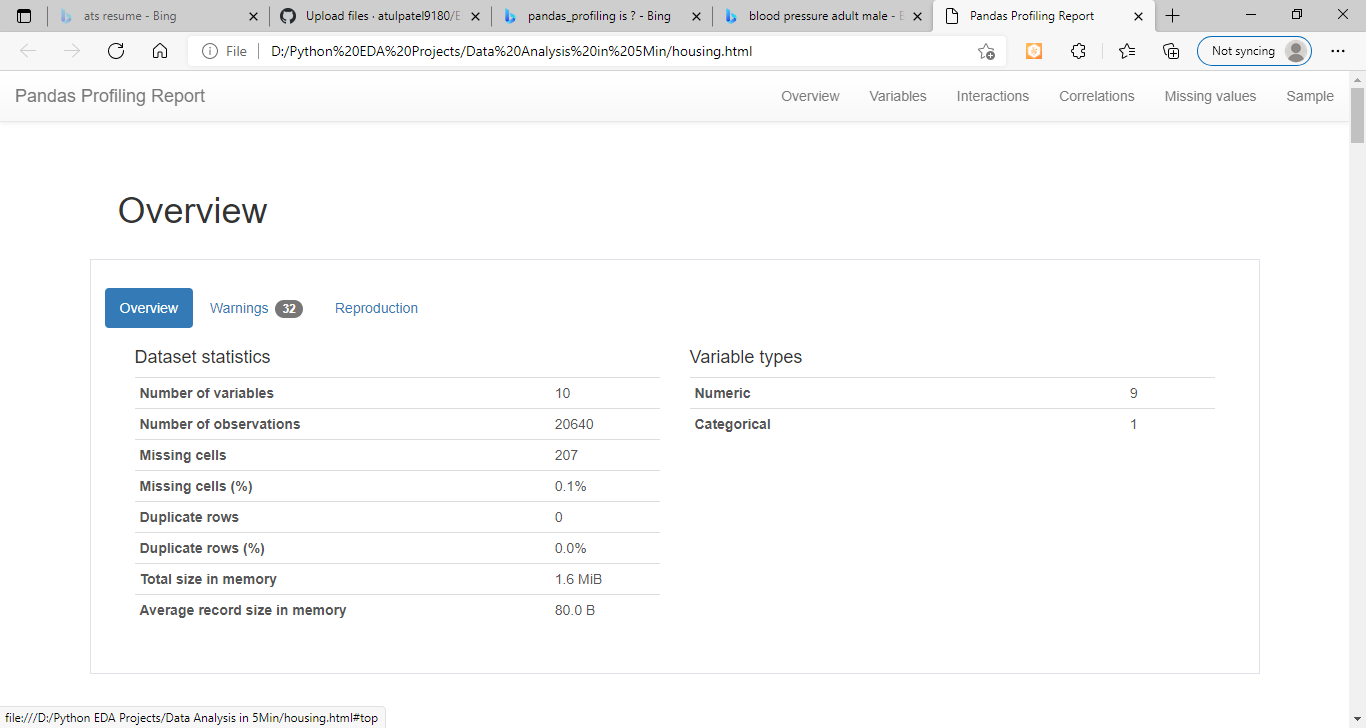 ats resume - Bing
Upload files · atulpatel9180/E
pandas_profiling is ? - Bing
blood pressure adult male - B
Pandas Profiling Report
File
D:/Python%20EDA%20Projects/Data%20Analysis%20in%205Min/housing.html
Not syncing
Pandas Profiling Report
Overview
Variables
Interactions
Correlations
Missing values
Sample
Overview
Overview
Warnings 32
Reproduction
Dataset statistics
Number of variables 10
Number of observations 20640
Missing cells 207
Missing cells (%) 0.1%
Duplicate rows 0
Duplicate rows (%) 0.0%
Total size in memory 1.6 MiB
Average record size in memory 80.0 B
Variable types
Numeric 9
Categorical 1
file:///D:/Python EDA Projects/Data Analysis in 5Min/housing.html#top